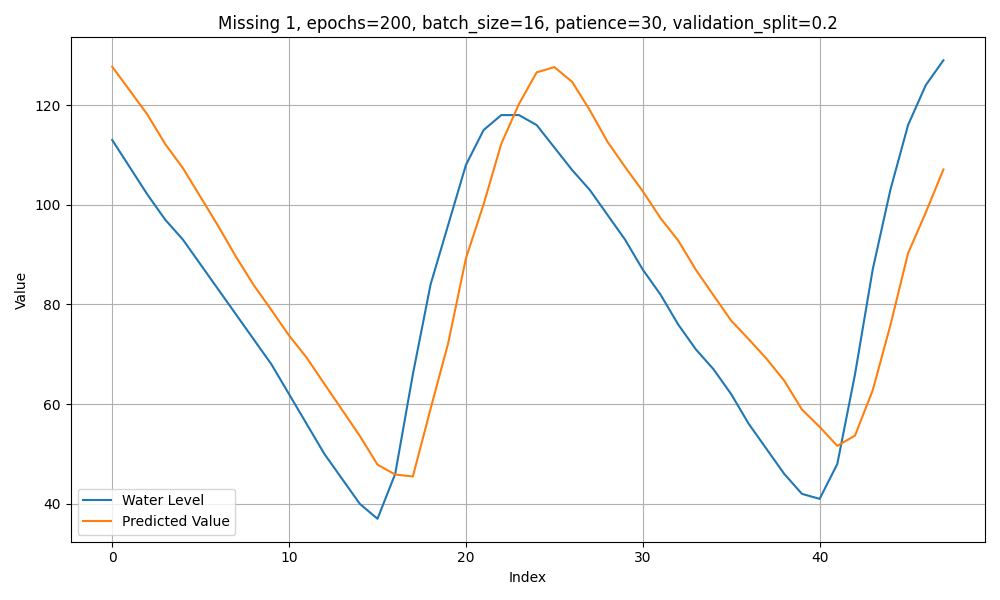 Missing 1, epochs=200, batch_size=16, patience=30, validation_split=0.2
Value
120
100
80
60
40
Water Level
Predicted Value
0 10 20 30 40
Index